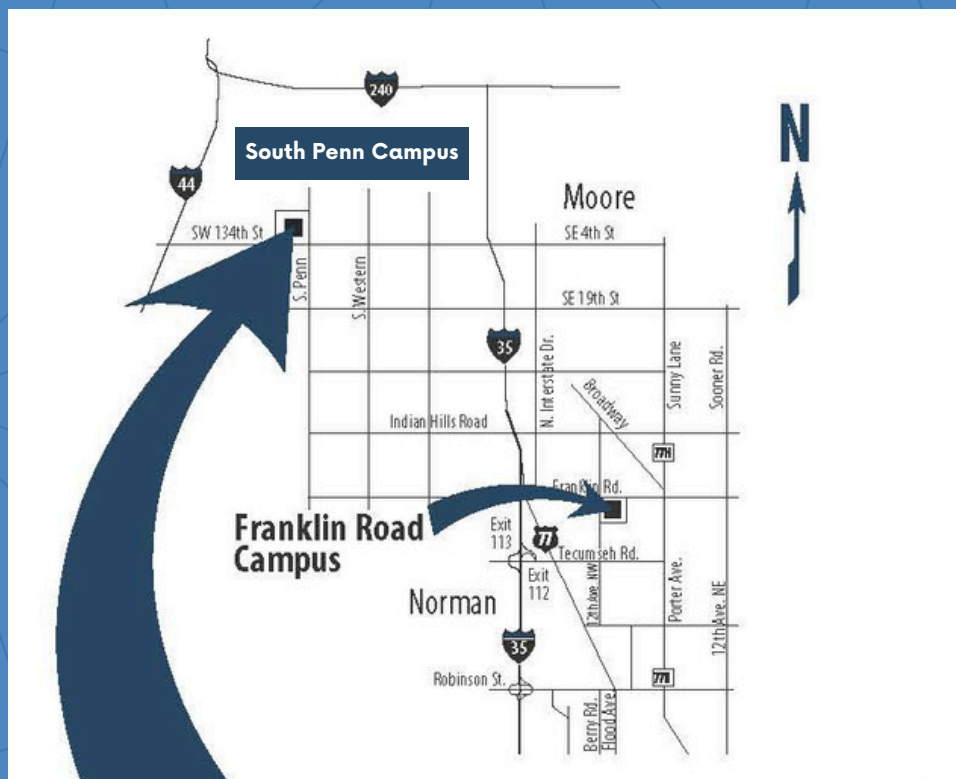 240
N
South Penn Campus
44
Moore
SW 134th St
SE 4th St
S. Penn
S. Western
SE 19th St
35
N. Interstate Dr.
Sunny Lane
Sooner Rd.
Broadway
Indian Hills Road
77H
Franklin Rd.
Franklin Road
Campus
Exit
113
77
Tecumseh Rd.
Exit
112
12th Ave. NW
Porter Ave.
12th Ave. NE
Norman
35
Robinson St.
Berry Rd.
Flood Ave.